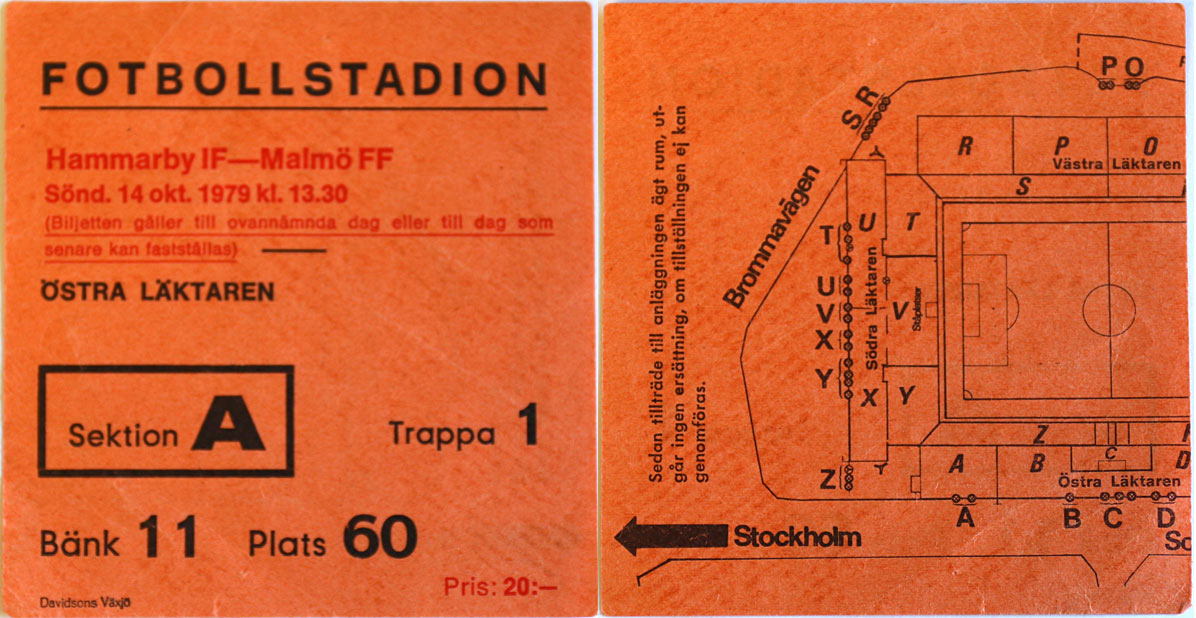 FOTBOLLSTADION
Hammarby IF—Malmö FF
Sönd. 14 okt. 1979 kl. 13.30
(Biljetten gäller till ovannämnda dag eller till dag som
senare kan fastställas)
ÖSTRA LÄKTAREN
Sektion A
Trappa 1
Bänk 11 Plats 60
Pris: 20:—
Davidsons Växjö
Sedan tillträde till anläggningen ägt rum, ut-
går ingen ersättning, om tillställningen ej kan
genomföras.
Brommavägen
S R
P O
R P O
Västra Läktaren
S
T
U
V
X
Y
Z
U T
Södra Läktaren
V
Ståplatser
X Y
Z
A B C D
Östra Läktaren
A B C D
Stockholm